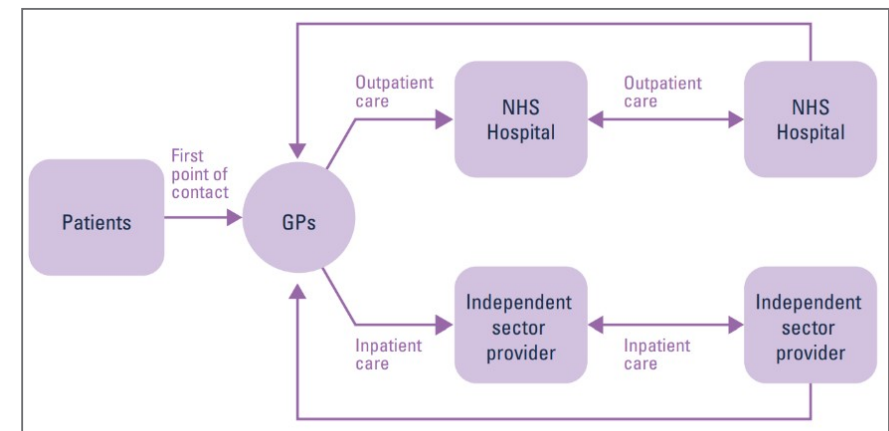 Outpatient
care
NHS
Hospital
Outpatient
care
NHS
Hospital
First
point of
contact
Patients
GPs
Independent
sector
provider
Independent
sector
provider
Inpatient
care
Inpatient
care